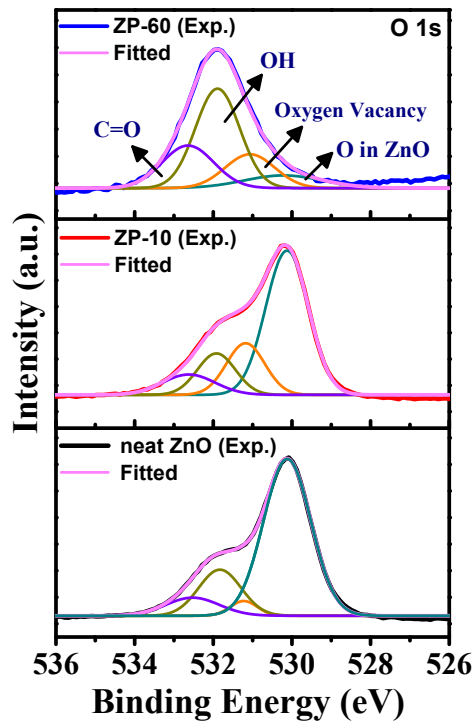 ZP-60 (Exp.)
Fitted
O 1s
OH
C=O
Oxygen Vacancy
O in ZnO
ZP-10 (Exp.)
Fitted
neat ZnO (Exp.)
Fitted
Intensity (a.u.)
536 534 532 530 528 526
Binding Energy (eV)